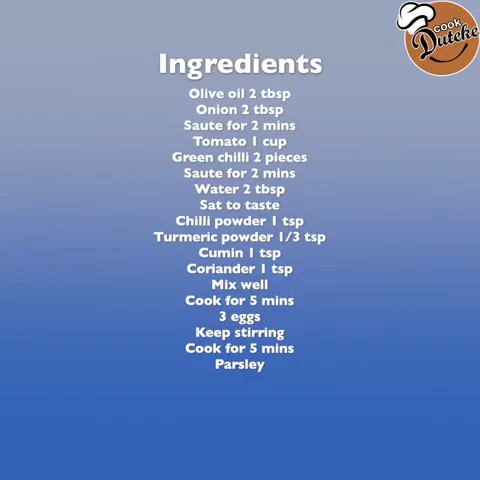 cook
Duteke
Ingredients
Olive oil 2 tbsp
Onion 2 tbsp
Saute for 2 mins
Tomato 1 cup
Green chilli 2 pieces
Saute for 2 mins
Water 2 tbsp
Sat to taste
Chilli powder 1 tsp
Turmeric powder 1/3 tsp
Cumin 1 tsp
Coriander 1 tsp
Mix well
Cook for 5 mins
3 eggs
Keep stirring
Cook for 5 mins
Parsley